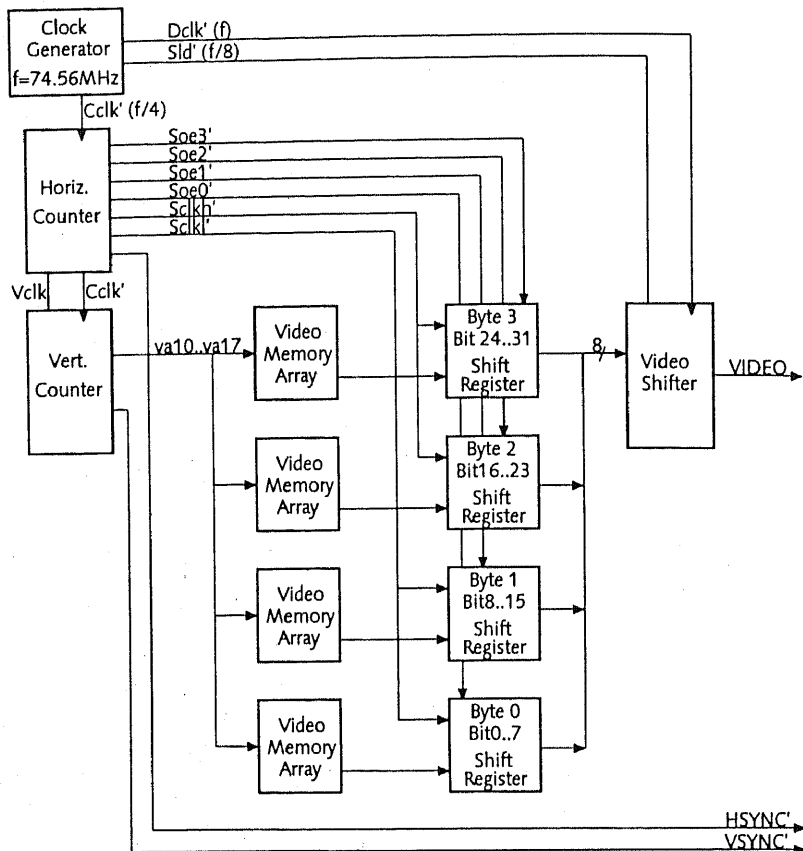 Clock
Generator
f=74.56MHz
Dclk' (f)
Sld' (f/8)
Cclk' (f/4)
Horiz.
Counter
Soe3'
Soe2'
Soe1'
Soe0'
Sclkh'
Sclkl'
Vclk
Cclk'
Vert.
Counter
va10..va17
Video
Memory
Array
Byte 3
Bit 24..31
Shift
Register
8
Video
Shifter
VIDEO
Video
Memory
Array
Byte 2
Bit16..23
Shift
Register
Video
Memory
Array
Byte 1
Bit8..15
Shift
Register
Video
Memory
Array
Byte 0
Bit0..7
Shift
Register
HSYNC'
VSYNC'